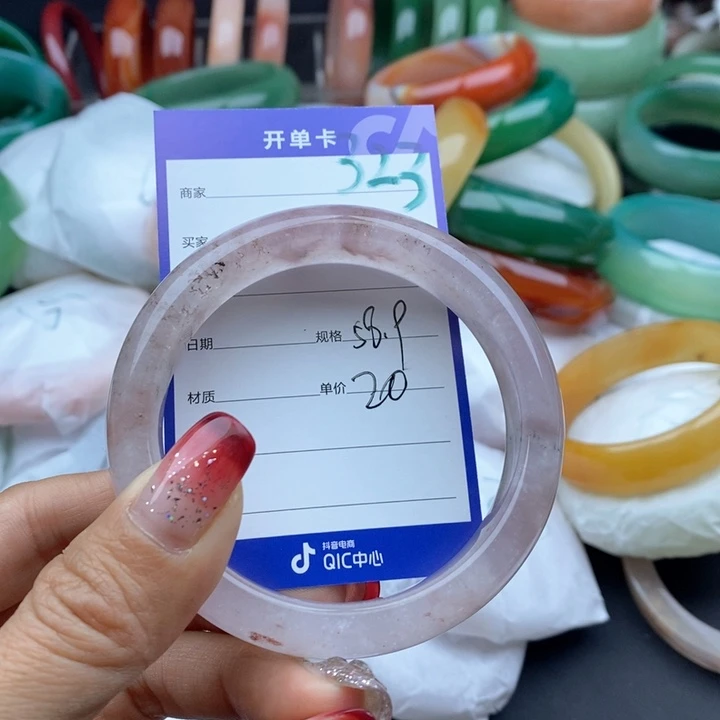 开单卡
323
商家
买家
日期 规格 58.9
材质 单价 20
抖音电商
QIC中心